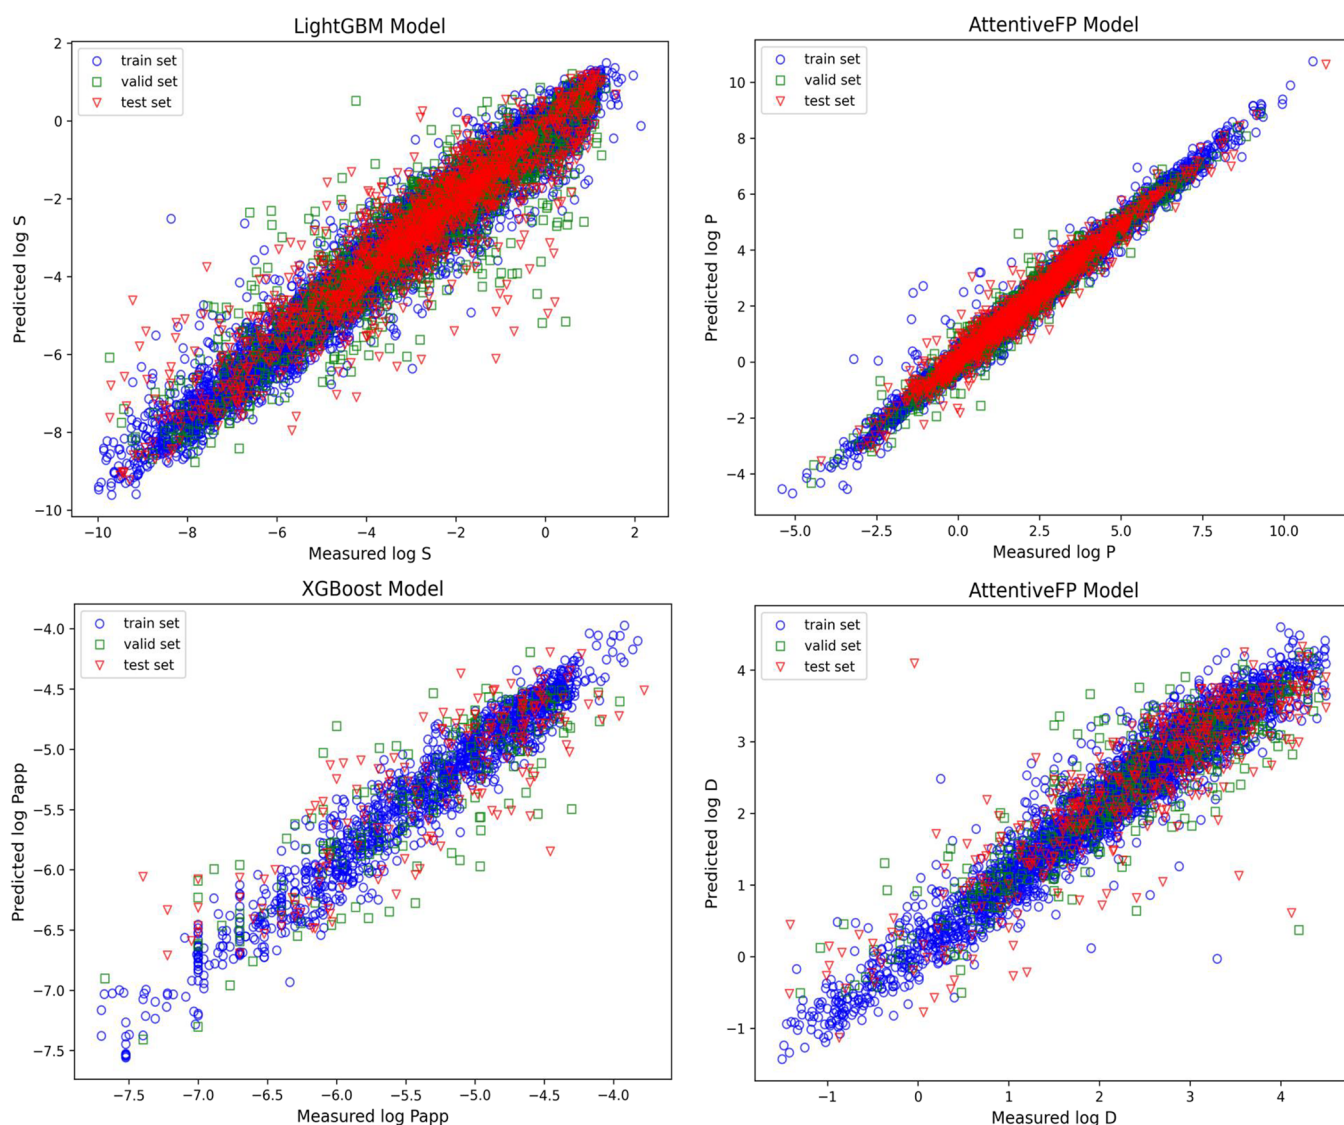 LightGBM Model
train set
valid set
test set
2
0
−2
−4
−6
−8
−10
Predicted log S
−10 −8 −6 −4 −2 0 2
Measured log S
AttentiveFP Model
train set
valid set
test set
10
8
6
4
2
0
−2
−4
Predicted log P
−5.0 −2.5 0.0 2.5 5.0 7.5 10.0
Measured log P
XGBoost Model
train set
valid set
test set
−4.0
−4.5
−5.0
−5.5
−6.0
−6.5
−7.0
−7.5
Predicted log Papp
−7.5 −7.0 −6.5 −6.0 −5.5 −5.0 −4.5 −4.0
Measured log Papp
AttentiveFP Model
train set
valid set
test set
4
3
2
1
0
−1
Predicted log D
−1 0 1 2 3 4
Measured log D